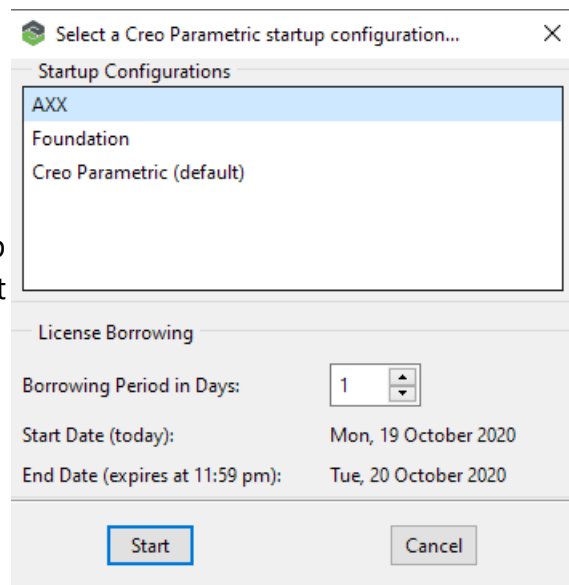 Select a Creo Parametric startup configuration...
Startup Configurations
AXX
Foundation
Creo Parametric (default)
License Borrowing
Borrowing Period in Days: 1
Start Date (today): Mon, 19 October 2020
End Date (expires at 11:59 pm): Tue, 20 October 2020
Start Cancel